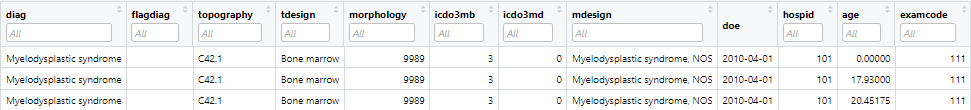 diag flagdiag topography tdesign morphology icdo3mb icdo3md mdesign doe hospid age examcode
All All All All All All All All All All All
Myelodysplastic syndrome C42.1 Bone marrow 9989 3 0 Myelodysplastic syndrome, NOS 2010-04-01 101 0.00000 111
Myelodysplastic syndrome C42.1 Bone marrow 9989 3 0 Myelodysplastic syndrome, NOS 2010-04-01 101 17.93000 111
Myelodysplastic syndrome C42.1 Bone marrow 9989 3 0 Myelodysplastic syndrome, NOS 2010-04-01 101 20.45175 111